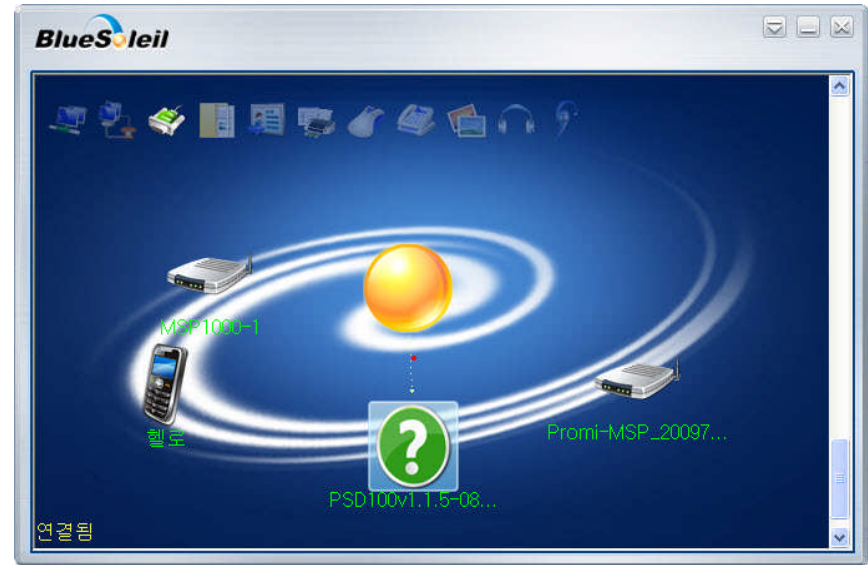 BlueSoleil
MSP1000-1
헬로
Promi-MSP_20097...
PSD100v1.1.5-08...
연결됨